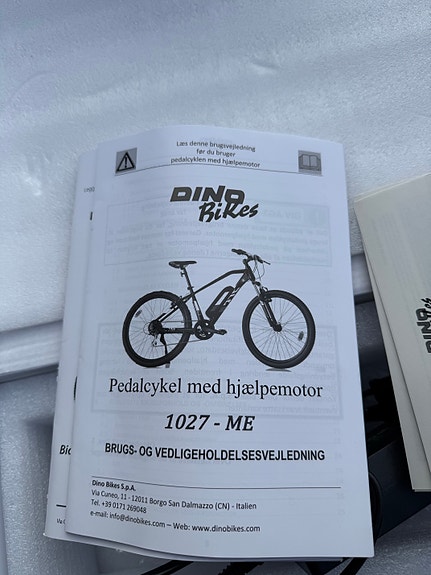 Læs denne brugsvejledning
før du bruger
pedalcyklen med hjælpemotor
DINO
Bikes
Pedalcykel med hjælpemotor
1027 - ME
BRUGS- OG VEDLIGEHOLDELSESVEJLEDNING
Dino Bikes S.p.A.
Via Cuneo, 11 - 12011 Borgo San Dalmazzo (CN) - Italien
Tel. +39 0171 269048
e-mail: info@dinobikes.com – Web: www.dinobikes.com
DINO